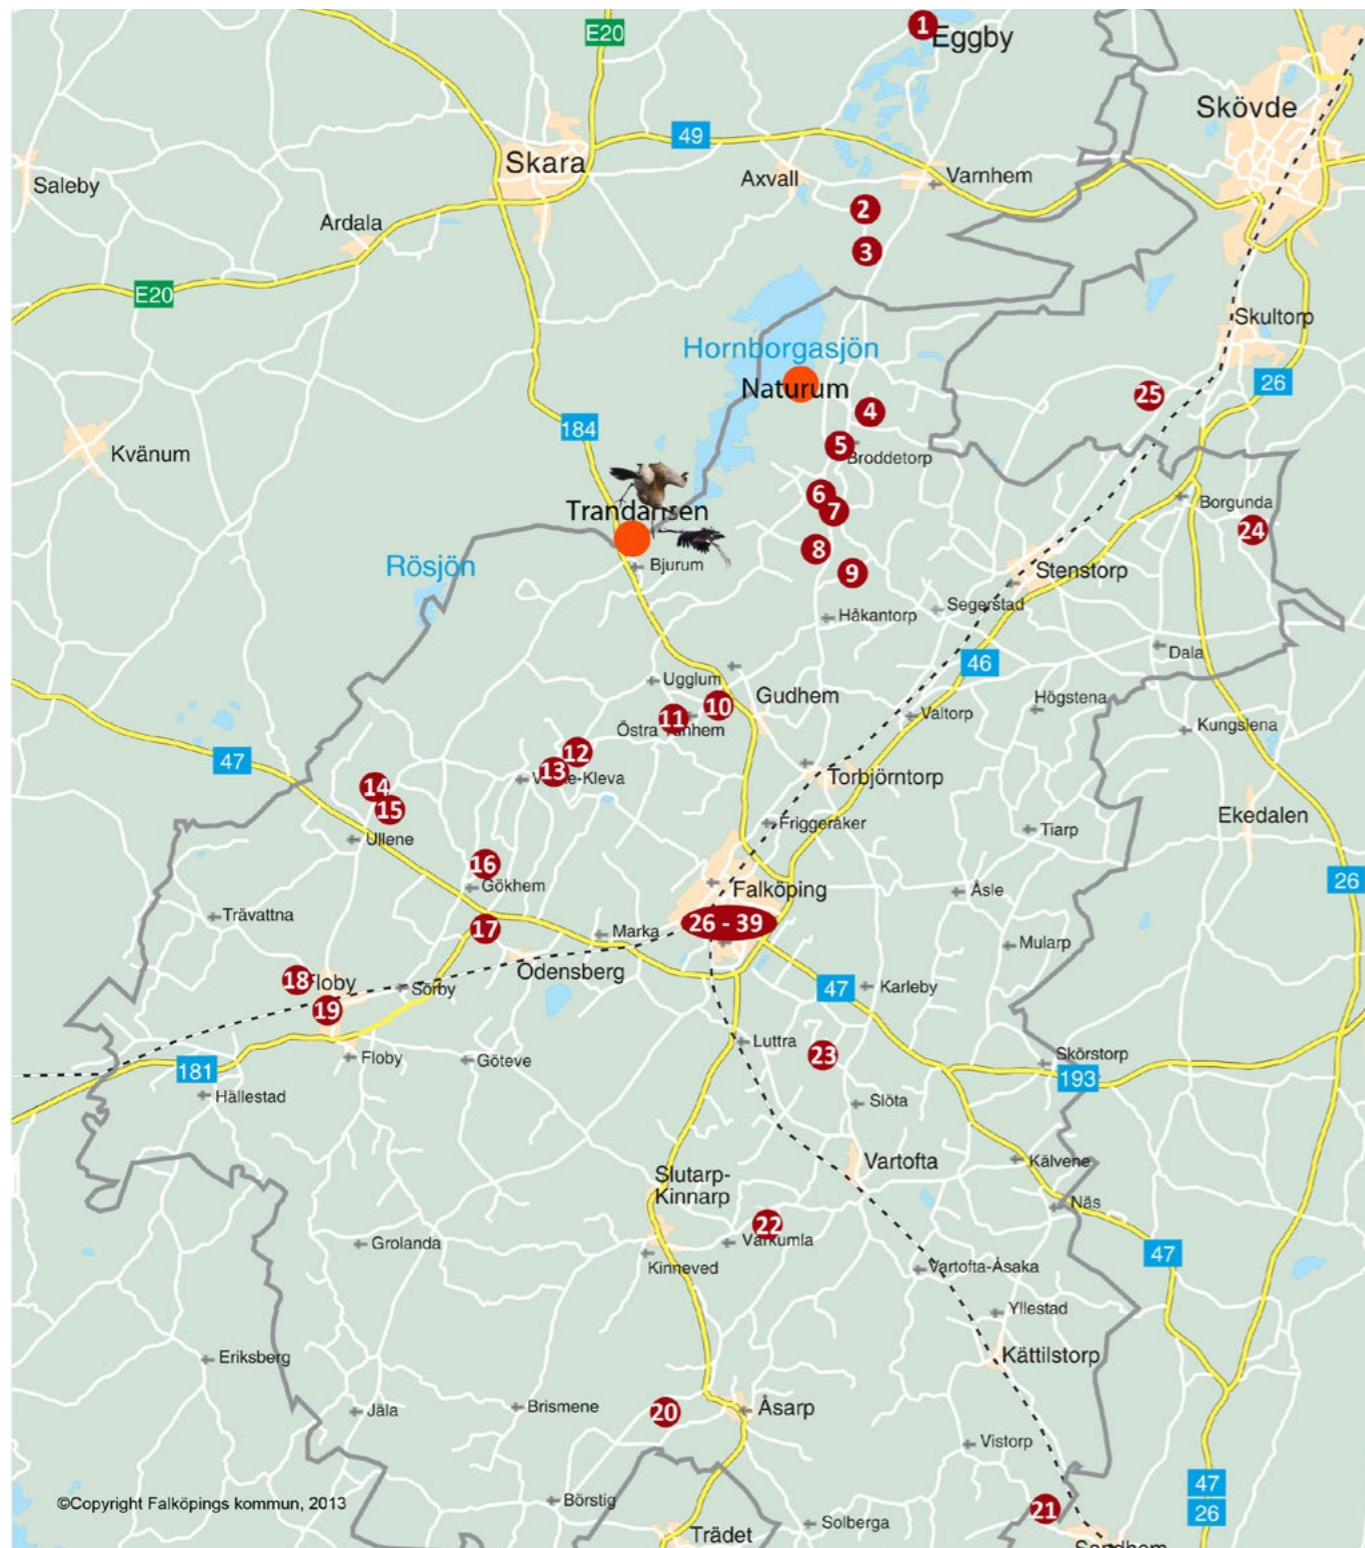 E20
1
Eggby
Skövde
49
Skara
Axvall
Varnhem
Saleby
Ardala
2
3
E20
Skultorp
Hornborgasjön
26
Naturum
25
4
184
Kvänum
5
Broddetorp
6
Borgunda
7
Trandansen
24
8
Bjurum
Rösjön
9
Stenstorp
Segerstad
Håkantorp
Dala
46
Ugglum
Högstena
10
Gudhem
Valtorp
11
Östra Tunhem
Kungslena
12
47
13
14
Torbjörntorp
15
Ekedalen
Friggeråker
Tiarp
Ullene
16
26
Gökhem
Falköping
Åsle
Trävattna
26 - 39
17
Marka
Mularp
Odensberg
18
Floby
Sörby
47
Karleby
19
Luttra
23
Floby
Göteve
Skörstorp
181
193
Hällestad
Slöta
Vartofta
Kälvene
Slutarp-
Kinnarp
Näs
22
Grolanda
Vårkumla
47
Kinneved
Vartofta-Åsaka
Yllestad
Eriksberg
Kättilstorp
Jäla
Brismene
20
Åsarp
Vistorp
47
©Copyright Falköpings kommun, 2013
Börstig
21
26
Solberga
Trädet
Sandhem